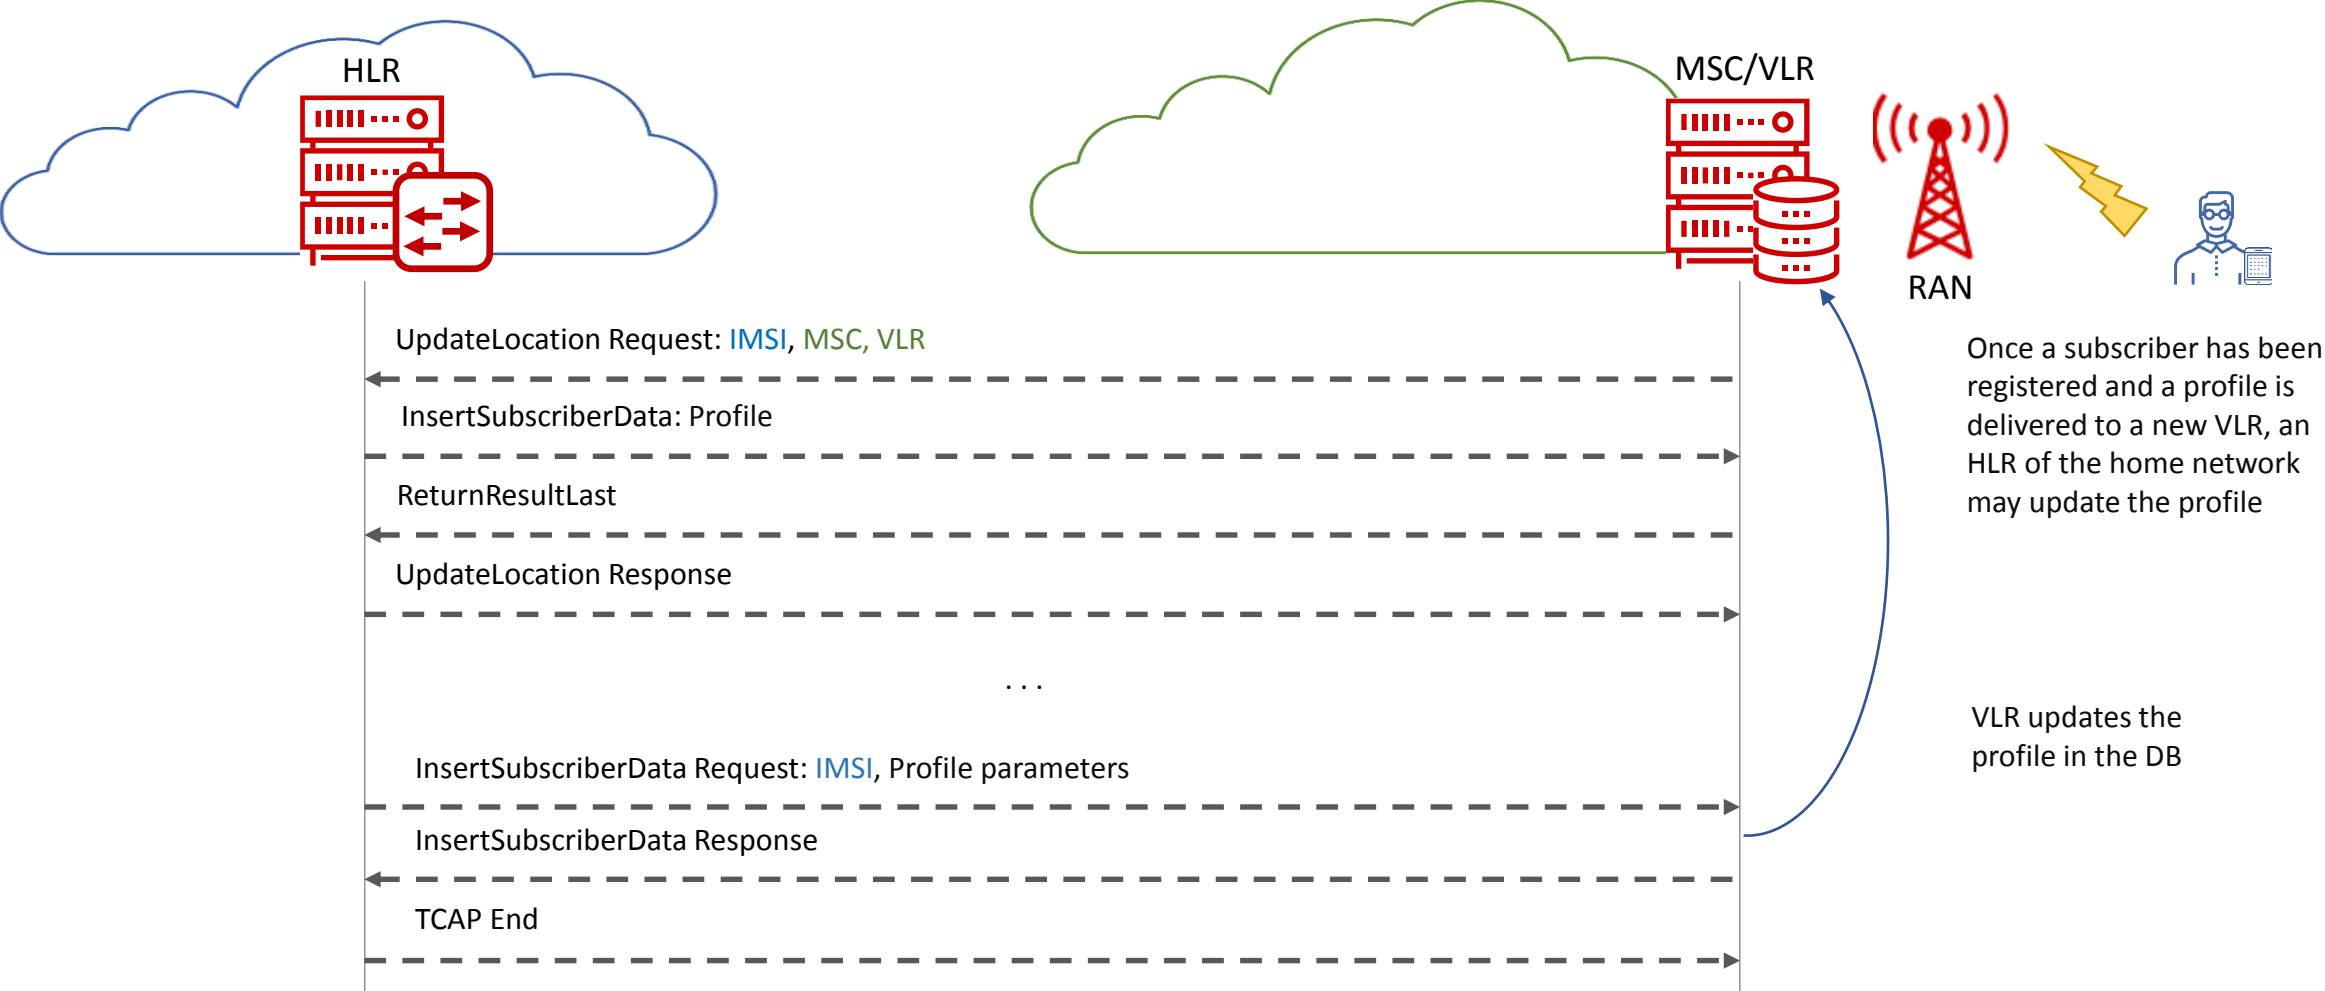 HLR
MSC/VLR
RAN
UpdateLocation Request: IMSI, MSC, VLR
InsertSubscriberData: Profile
ReturnResultLast
UpdateLocation Response
. . .
InsertSubscriberData Request: IMSI, Profile parameters
InsertSubscriberData Response
TCAP End
Once a subscriber has been
registered and a profile is
delivered to a new VLR, an
HLR of the home network
may update the profile
VLR updates the
profile in the DB